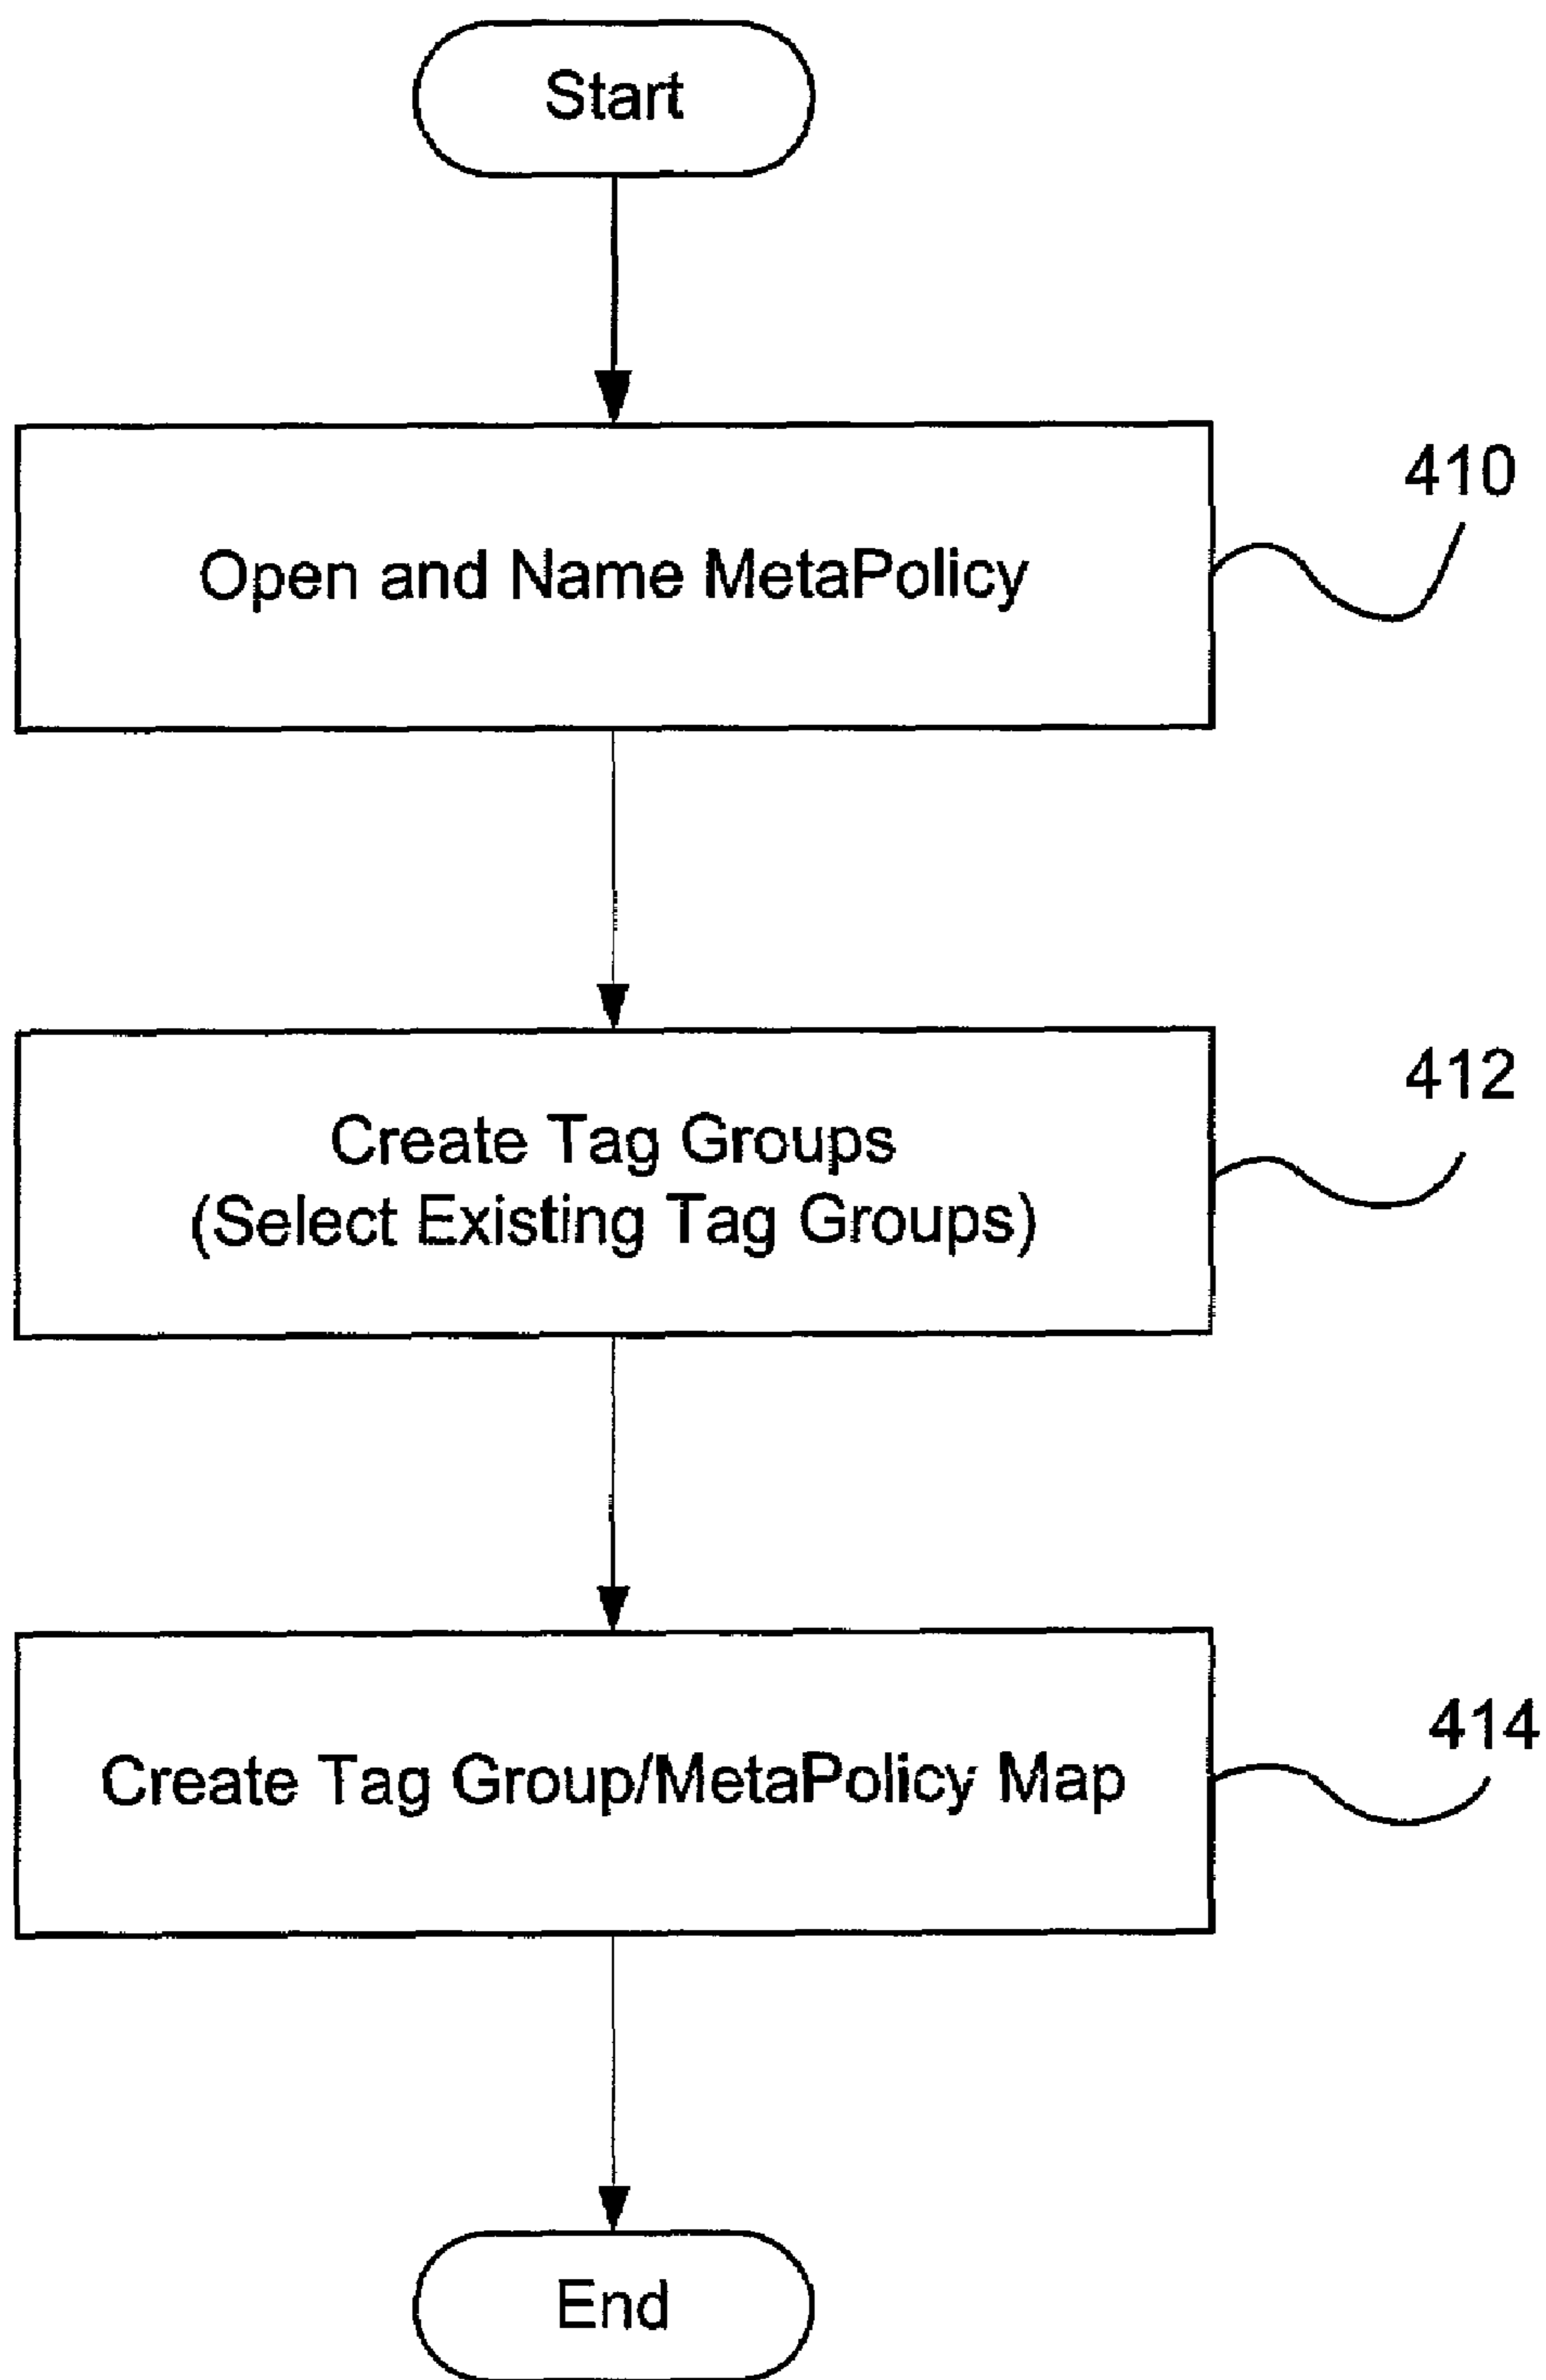 Start
410
Open and Name MetaPolicy
412
Create Tag Groups
(Select Existing Tag Groups)
414
Create Tag Group/MetaPolicy Map
End